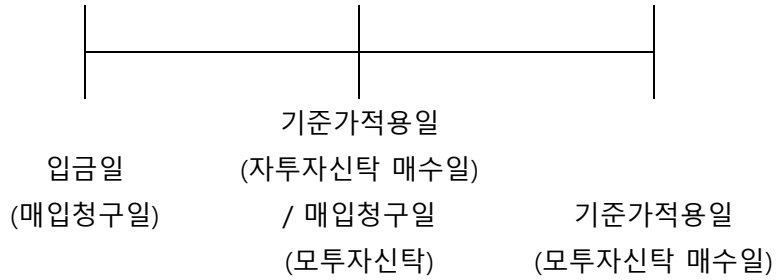 입금일
(매입청구일)
기준가적용일
(자투자신탁 매수일)
/ 매입청구일
(모투자신탁)
기준가적용일
(모투자신탁 매수일)